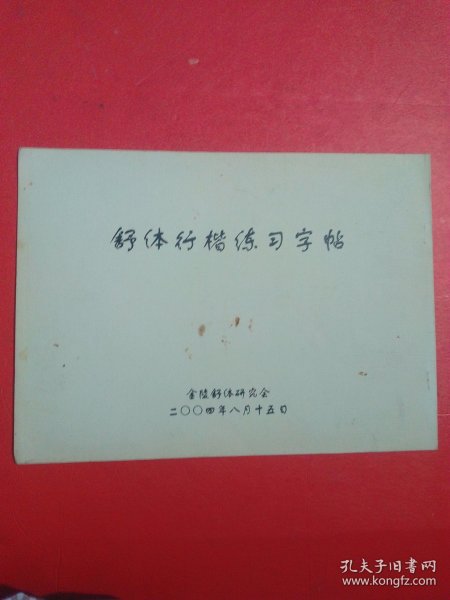 舒体行楷练习字帖
金陵舒体研究会
二〇〇四年八月十五日
孔夫子旧书网
www.kongfz.com